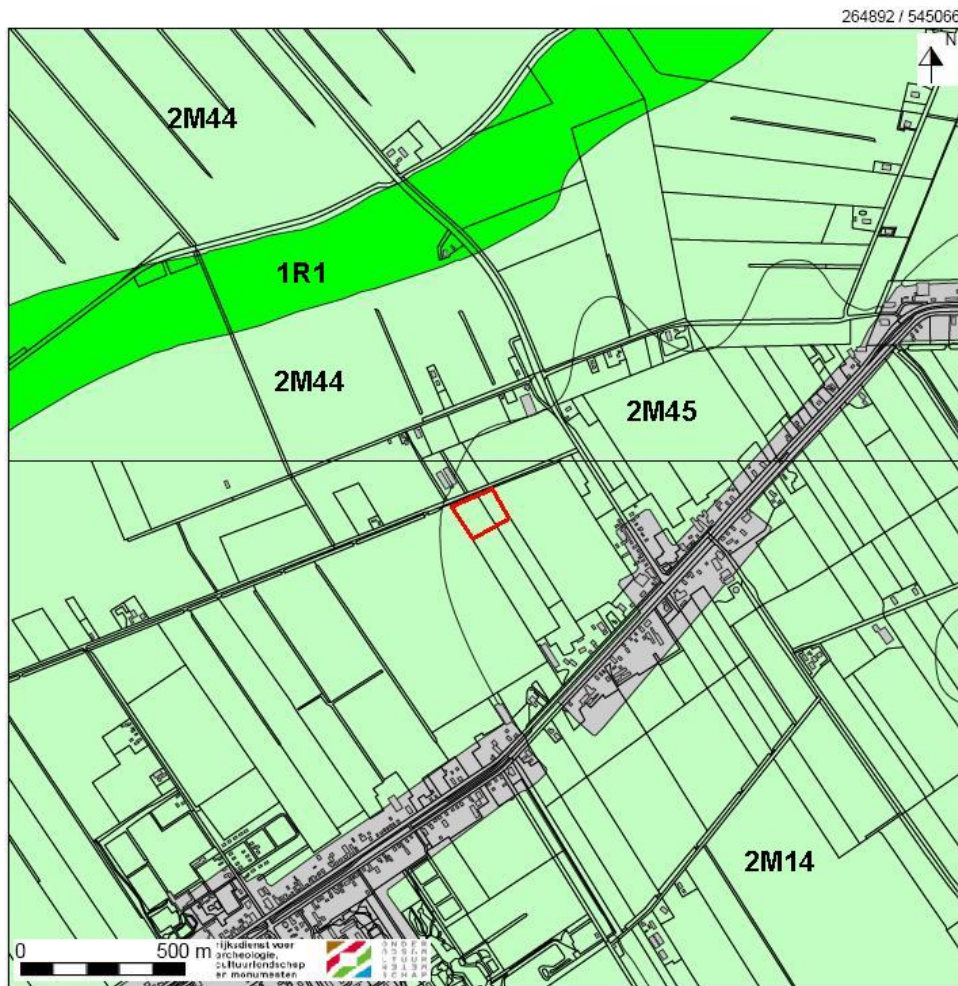 264892 / 545066
N
2M44
1R1
2M44
2M45
2M14
0 500 m
rijksdienst voor
archeologie,
cultuurlandschap
en monumenten